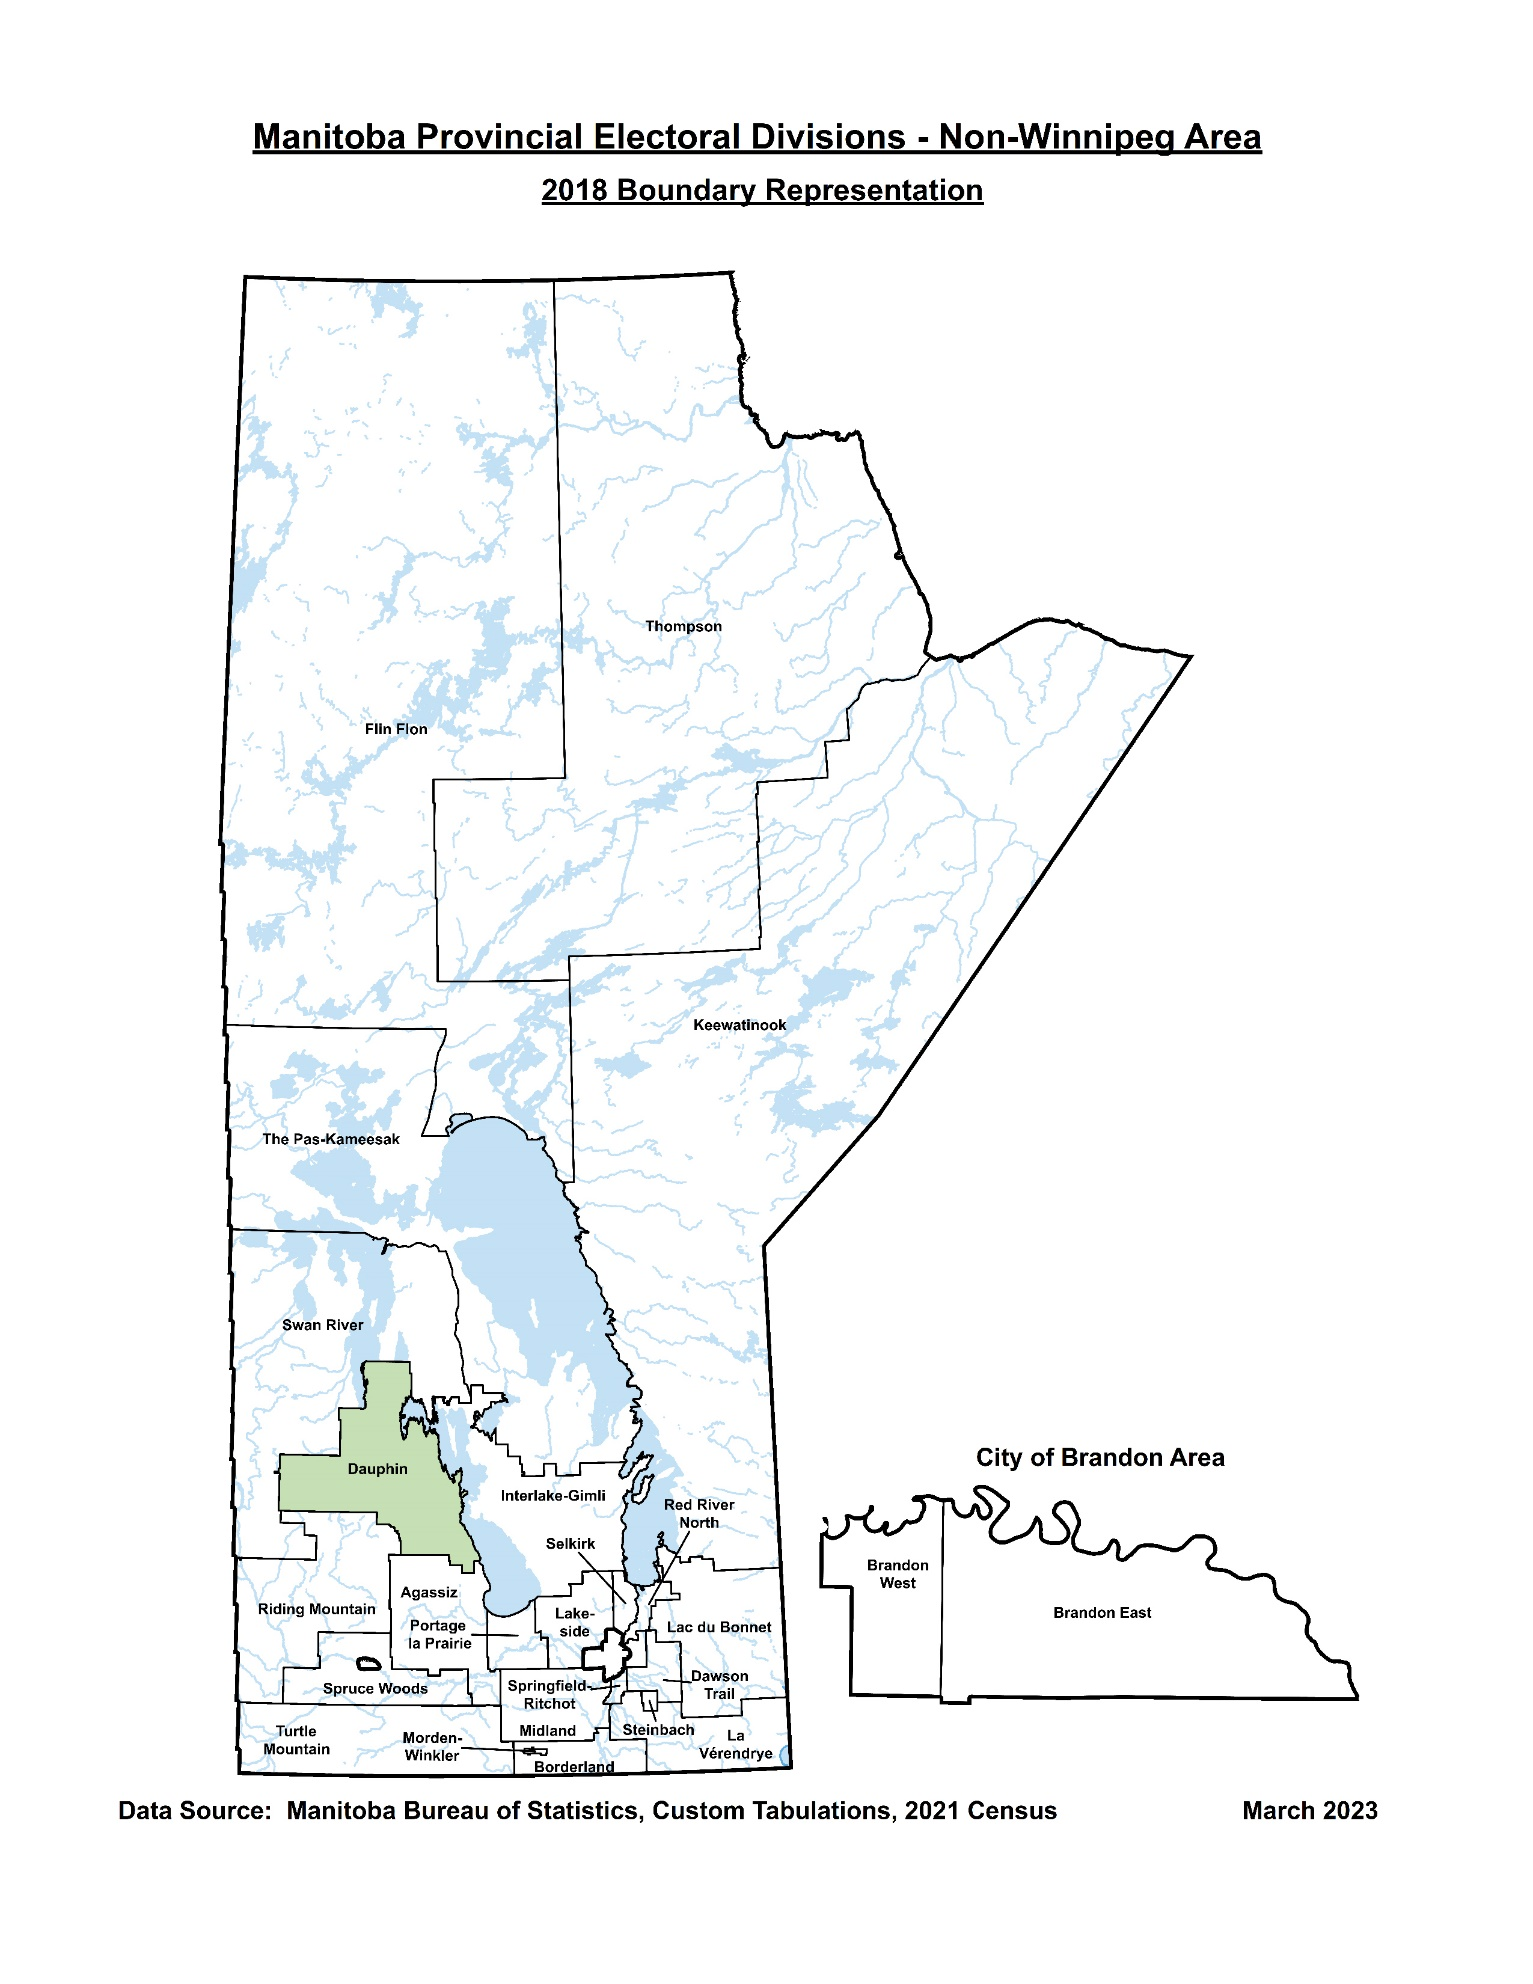 Manitoba Provincial Electoral Divisions - Non-Winnipeg Area
2018 Boundary Representation
Thompson
Flin Flon
Keewatinook
The Pas-Kameesak
Swan River
Dauphin
Interlake-Gimli
Red River
North
Selkirk
Agassiz
Riding Mountain
Lake-
side
Portage
la Prairie
Lac du Bonnet
Dawson
Trail
Spruce Woods
Springfield-
Ritchot
Turtle
Mountain
Morden-
Winkler
Midland
Steinbach
La
Vérendrye
Borderland
City of Brandon Area
Brandon
West
Brandon East
Data Source: Manitoba Bureau of Statistics, Custom Tabulations, 2021 Census
March 2023